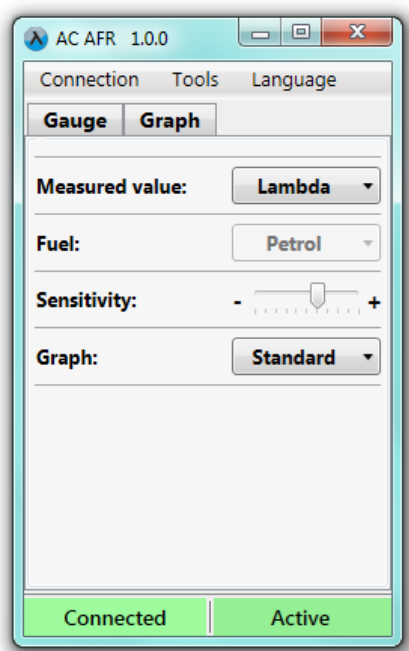 AC AFR 1.0.0
Connection Tools Language
Gauge Graph
Measured value: Lambda
Fuel: Petrol
Sensitivity: - +
Graph: Standard
Connected Active